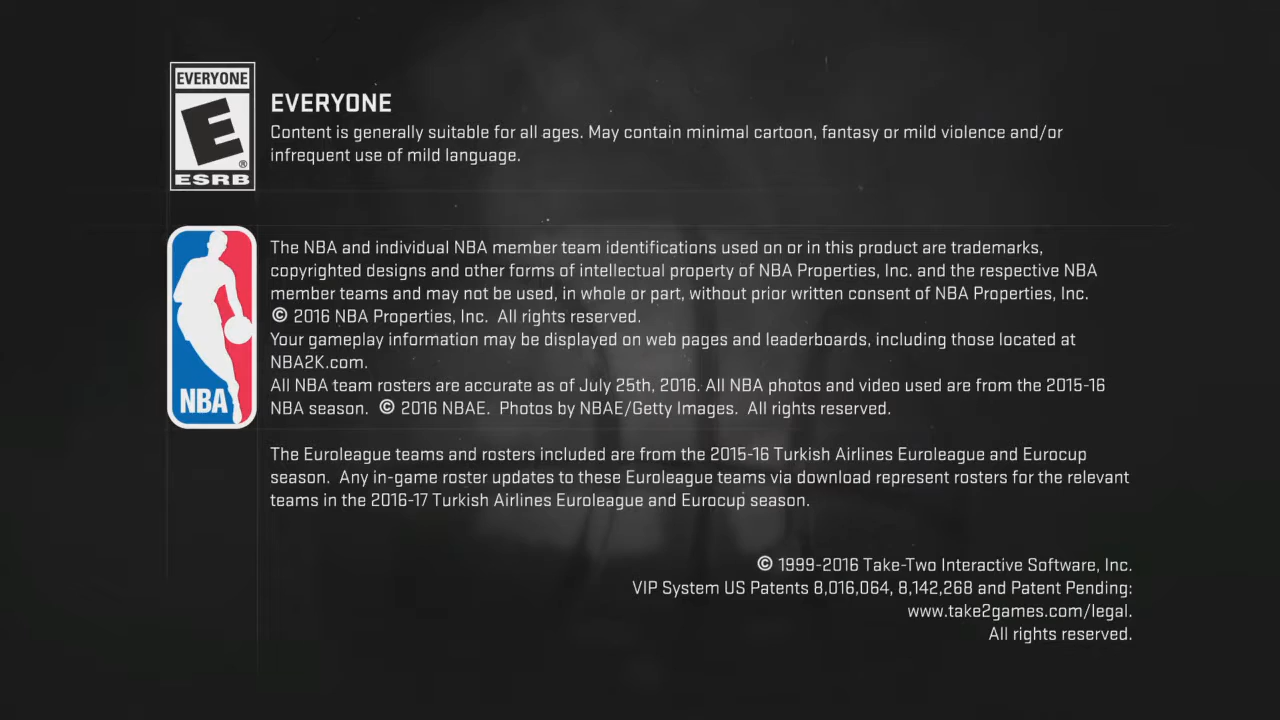 EVERYONE
E
®
ESRB
EVERYONE
Content is generally suitable for all ages. May contain minimal cartoon, fantasy or mild violence and/or
infrequent use of mild language.
NBA
The NBA and individual NBA member team identifications used on or in this product are trademarks,
copyrighted designs and other forms of intellectual property of NBA Properties, Inc. and the respective NBA
member teams and may not be used, in whole or part, without prior written consent of NBA Properties, Inc.
© 2016 NBA Properties, Inc. All rights reserved.
Your gameplay information may be displayed on web pages and leaderboards, including those located at
NBA2K.com.
All NBA team rosters are accurate as of July 25th, 2016. All NBA photos and video used are from the 2015-16
NBA season. © 2016 NBAE. Photos by NBAE/Getty Images. All rights reserved.
The Euroleague teams and rosters included are from the 2015-16 Turkish Airlines Euroleague and Eurocup
season. Any in-game roster updates to these Euroleague teams via download represent rosters for the relevant
teams in the 2016-17 Turkish Airlines Euroleague and Eurocup season.
© 1999-2016 Take-Two Interactive Software, Inc.
VIP System US Patents 8,016,064, 8,142,268 and Patent Pending:
www.take2games.com/legal.
All rights reserved.